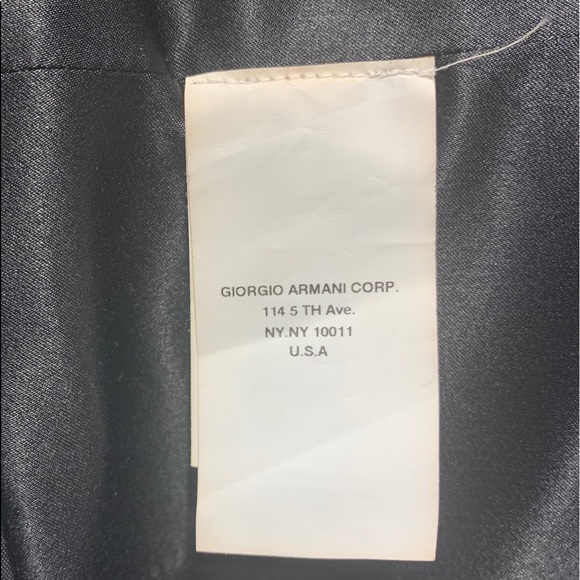 GIORGIO ARMANI CORP.
114 5 TH Ave.
NY.NY 10011
U.S.A